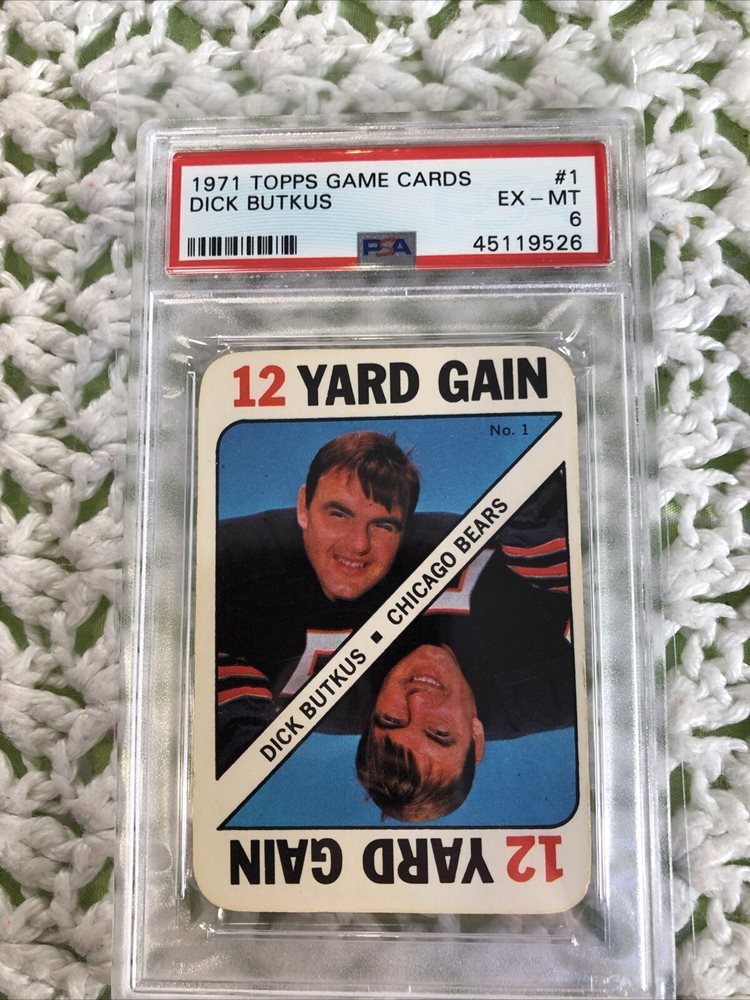 1971 TOPPS GAME CARDS #1
DICK BUTKUS EX - MT
6
PSA 45119526
12 YARD GAIN
No. 1
DICK BUTKUS ▪ CHICAGO BEARS
12 YARD GAIN